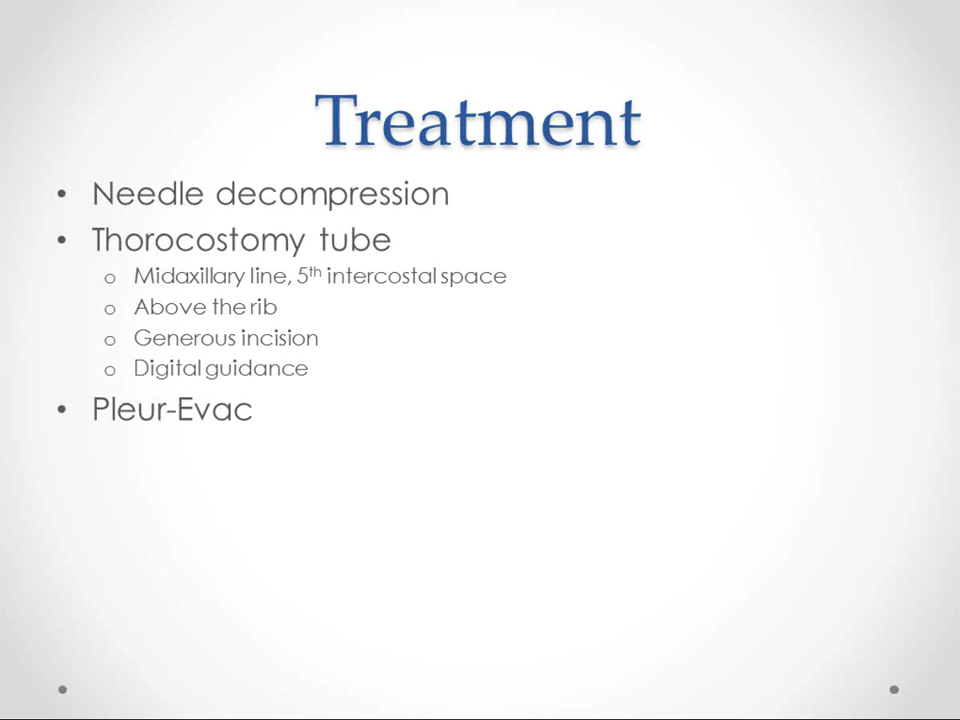 Treatment
• Needle decompression
• Thorocostomy tube
o Midaxillary line, 5th intercostal space
o Above the rib
o Generous incision
o Digital guidance
• Pleur-Evac